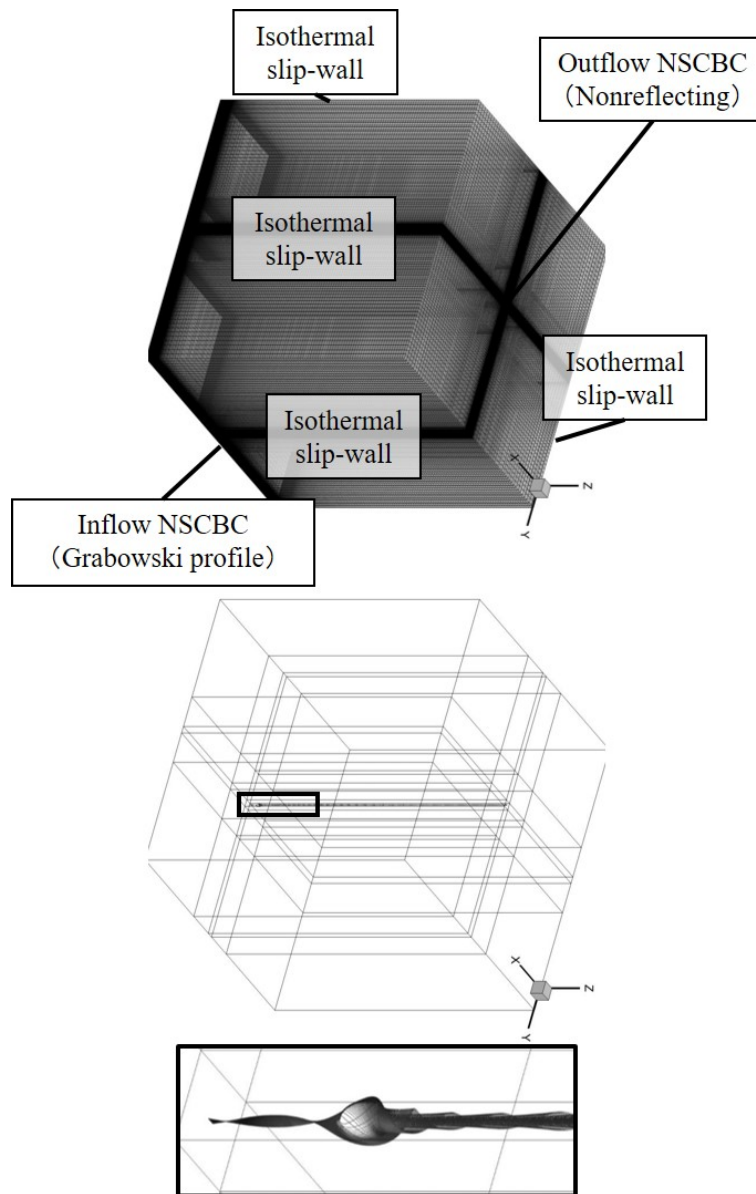 Isothermal
slip-wall
Outflow NSCBC
（Nonreflecting）
Isothermal
slip-wall
Isothermal
slip-wall
Isothermal
slip-wall
X
Z
Y
Inflow NSCBC
（Grabowski profile）
X
Z
Y